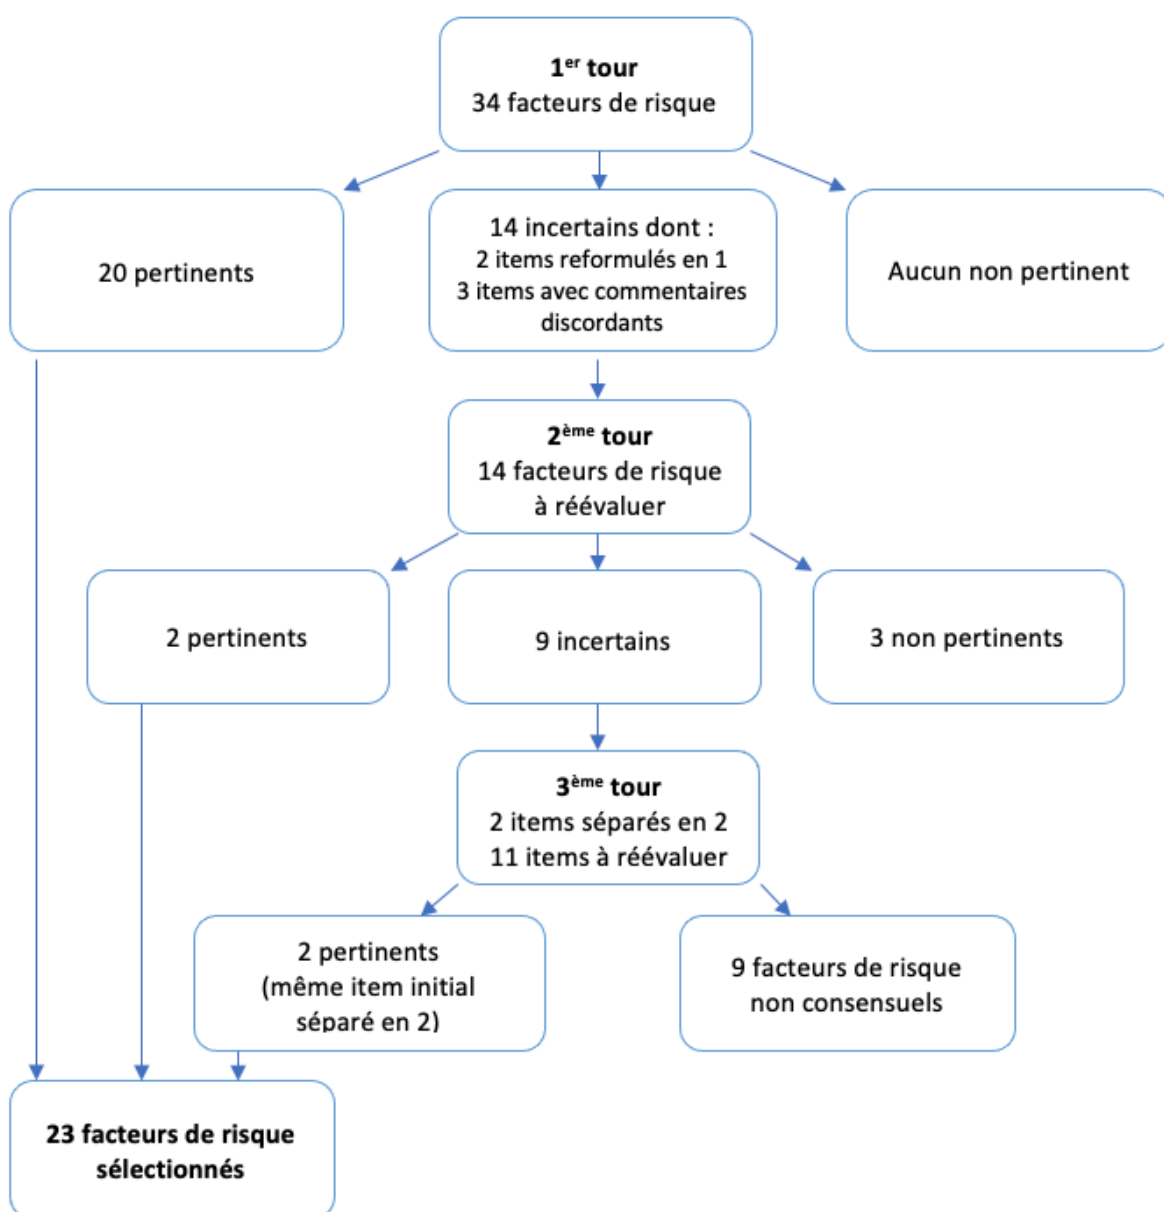 1er tour
34 facteurs de risque
20 pertinents
14 incertains dont :
2 items reformulés en 1
3 items avec commentaires
discordants
Aucun non pertinent
2ème tour
14 facteurs de risque
à réévaluer
2 pertinents
9 incertains
3 non pertinents
3ème tour
2 items séparés en 2
11 items à réévaluer
2 pertinents
(même item initial
séparé en 2)
9 facteurs de risque
non consensuels
23 facteurs de risque
sélectionnés